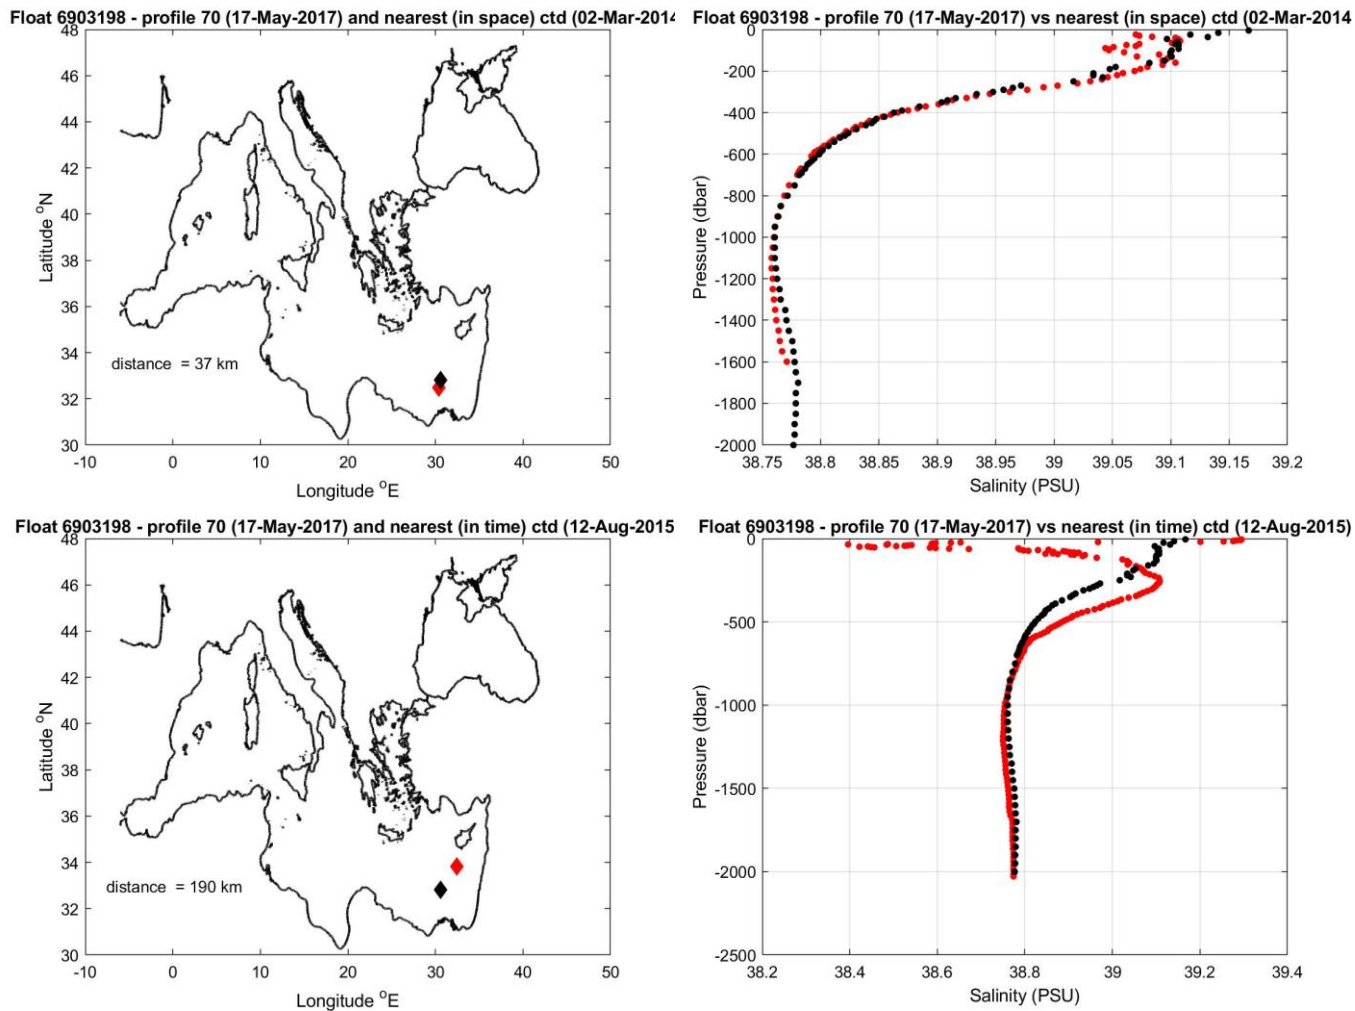 Float 6903198 - profile 70 (17-May-2017) and nearest (in space) ctd (02-Mar-2014
48
46
44
42
40
38
36
34
32
30
Latitude °N
distance = 37 km
-10 0 10 20 30 40 50
Longitude °E
Float 6903198 - profile 70 (17-May-2017) vs nearest (in space) ctd (02-Mar-2014
0
-200
-400
-600
-800
-1000
-1200
-1400
-1600
-1800
-2000
Pressure (dbar)
38.75 38.8 38.85 38.9 38.95 39 39.05 39.1 39.15 39.2
Salinity (PSU)
Float 6903198 - profile 70 (17-May-2017) and nearest (in time) ctd (12-Aug-2015
48
46
44
42
40
38
36
34
32
30
Latitude °N
distance = 190 km
-10 0 10 20 30 40 50
Longitude °E
Float 6903198 - profile 70 (17-May-2017) vs nearest (in time) ctd (12-Aug-2015)
0
-500
-1000
-1500
-2000
-2500
Pressure (dbar)
38.2 38.4 38.6 38.8 39 39.2 39.4
Salinity (PSU)